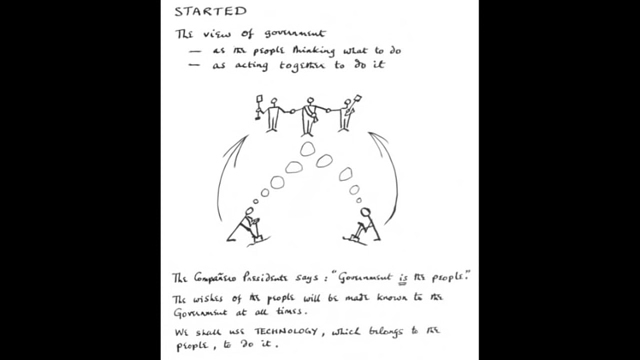 STARTED
The view of government
— as the people thinking what to do
— as acting together to do it
The Compañero Presidente says: "Government is the people."
The wishes of the people will be made known to the
Government at all times.
We shall use TECHNOLOGY, which belongs to the
people, to do it.